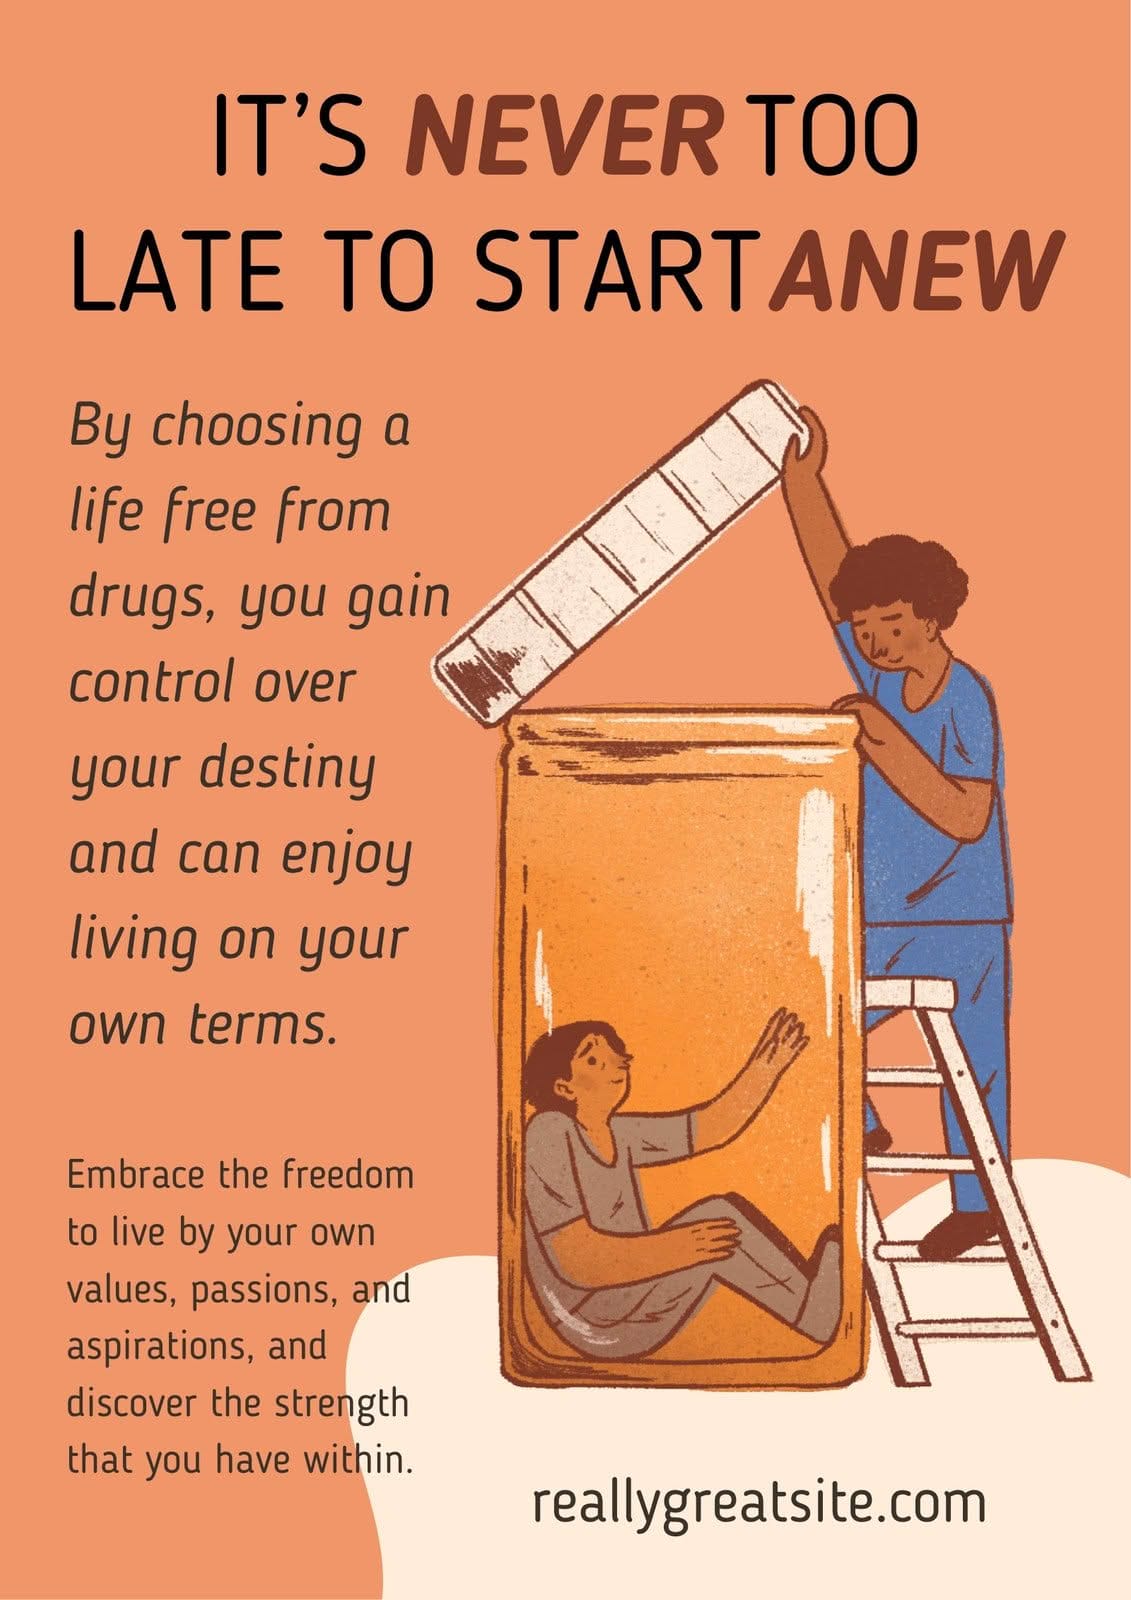 IT’S NEVER TOO
LATE TO START ANEW
By choosing a
life free from
drugs, you gain
control over
your destiny
and can enjoy
living on your
own terms.
Embrace the freedom
to live by your own
values, passions, and
aspirations, and
discover the strength
that you have within.
reallygreatsite.com